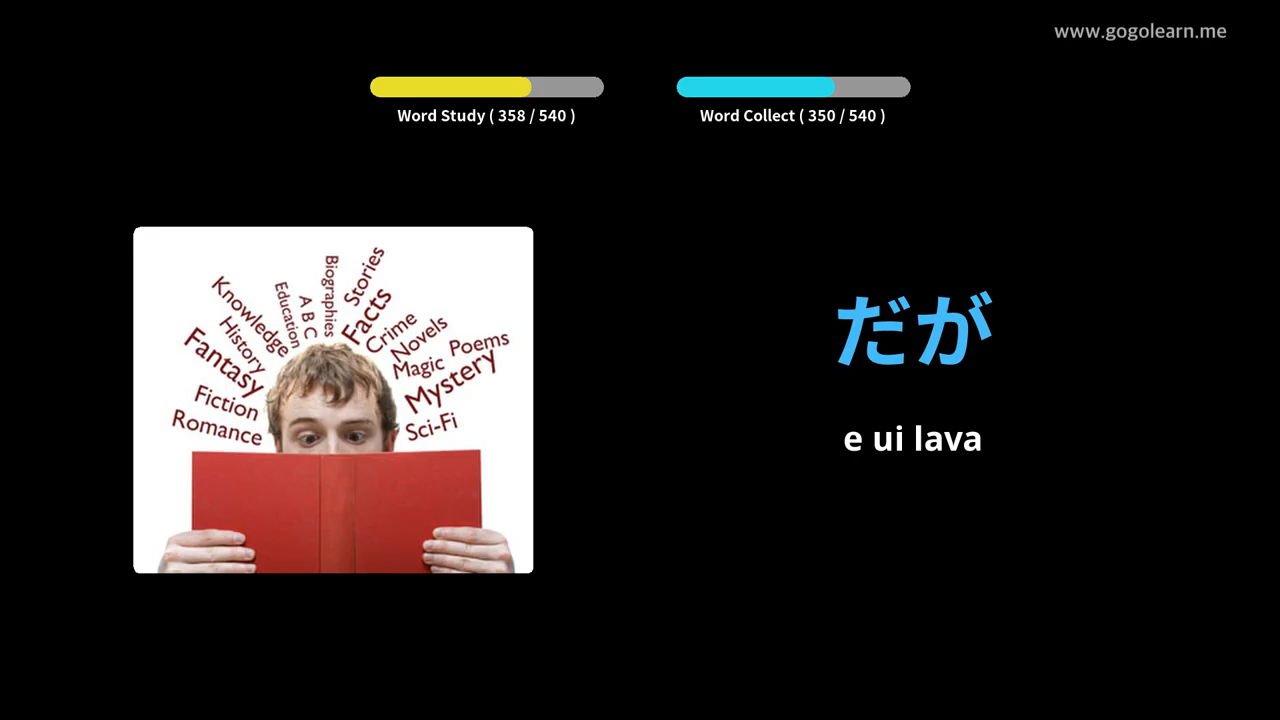 www.gogolearn.me
Word Study ( 358 / 540 )
Word Collect ( 350 / 540 )
Biographies
Stories
Education
A B C
Facts
Knowledge
Crime
History
Novels
Fantasy
Magic
Poems
Mystery
Fiction
Romance
Sci-Fi
だが
e ui lava